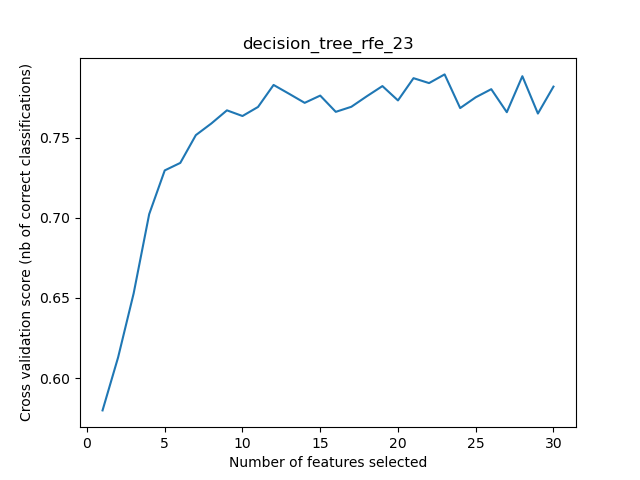 decision_tree_rfe_23
Cross validation score (nb of correct classifications)
0.75
0.70
0.65
0.60
0 5 10 15 20 25 30
Number of features selected